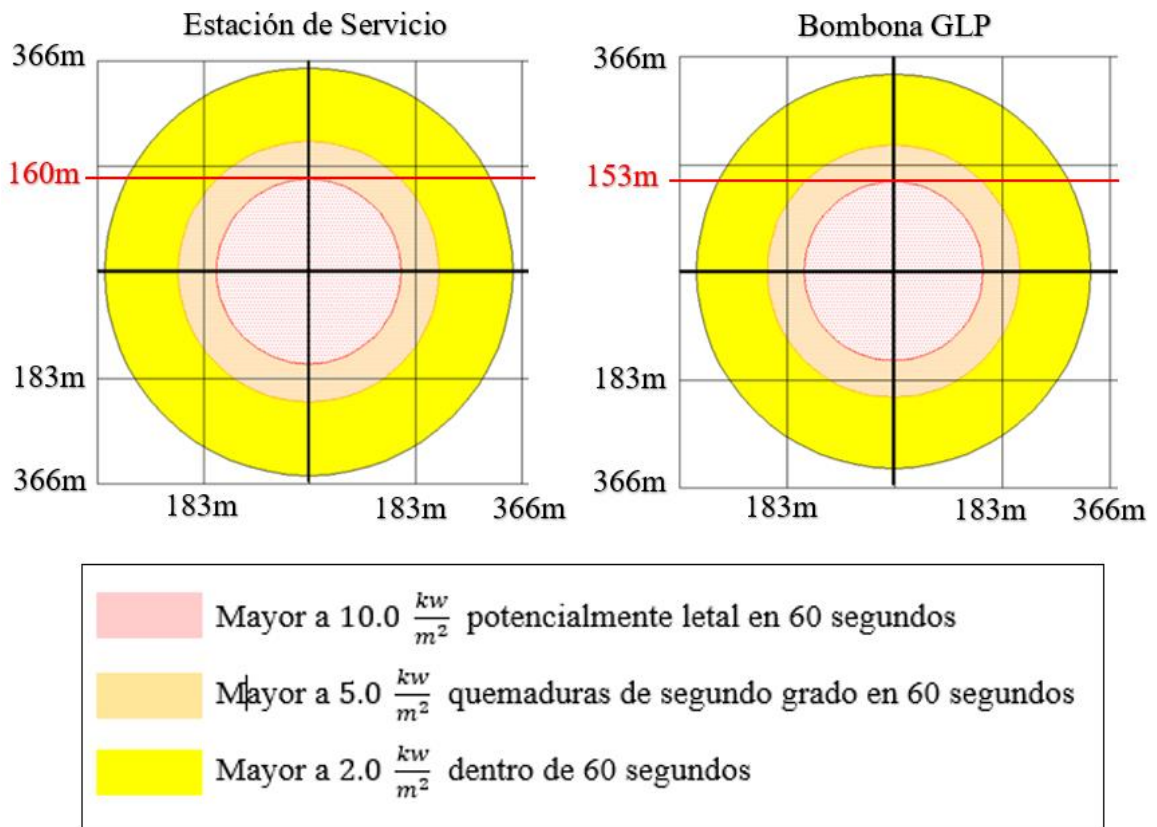 Estación de Servicio
366m
160m
183m
366m
183m
183m
366m
Bombona GLP
366m
153m
183m
366m
183m
183m
366m
Mayor a 10.0 kw/m² potencialmente letal en 60 segundos
Mayor a 5.0 kw/m² quemaduras de segundo grado en 60 segundos
Mayor a 2.0 kw/m² dentro de 60 segundos